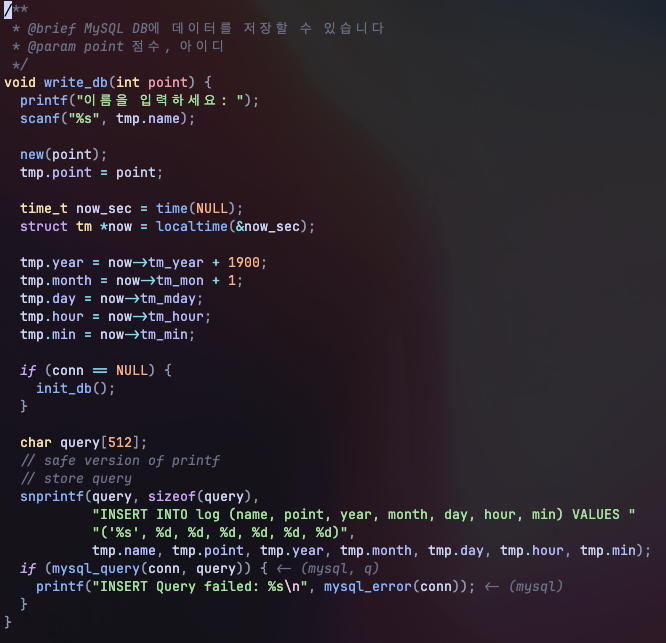 /**
 * @brief MySQL DB에 데이터를 저장할 수 있습니다
 * @param point 점수, 아이디
 */
void write_db(int point) {
  printf("이름을 입력하세요: ");
  scanf("%s", tmp.name);

  new(point);
  tmp.point = point;

  time_t now_sec = time(NULL);
  struct tm *now = localtime(&now_sec);

  tmp.year = now->tm_year + 1900;
  tmp.month = now->tm_mon + 1;
  tmp.day = now->tm_mday;
  tmp.hour = now->tm_hour;
  tmp.min = now->tm_min;

  if (conn == NULL) {
    init_db();
  }

  char query[512];
  // safe version of printf
  // store query
  snprintf(query, sizeof(query),
           "INSERT INTO log (name, point, year, month, day, hour, min) VALUES "
           "('%s', %d, %d, %d, %d, %d, %d)",
           tmp.name, tmp.point, tmp.year, tmp.month, tmp.day, tmp.hour, tmp.min);
  if (mysql_query(conn, query)) { <- (mysql, q)
    printf("INSERT Query failed: %s\n", mysql_error(conn)); <- (mysql)
  }
}